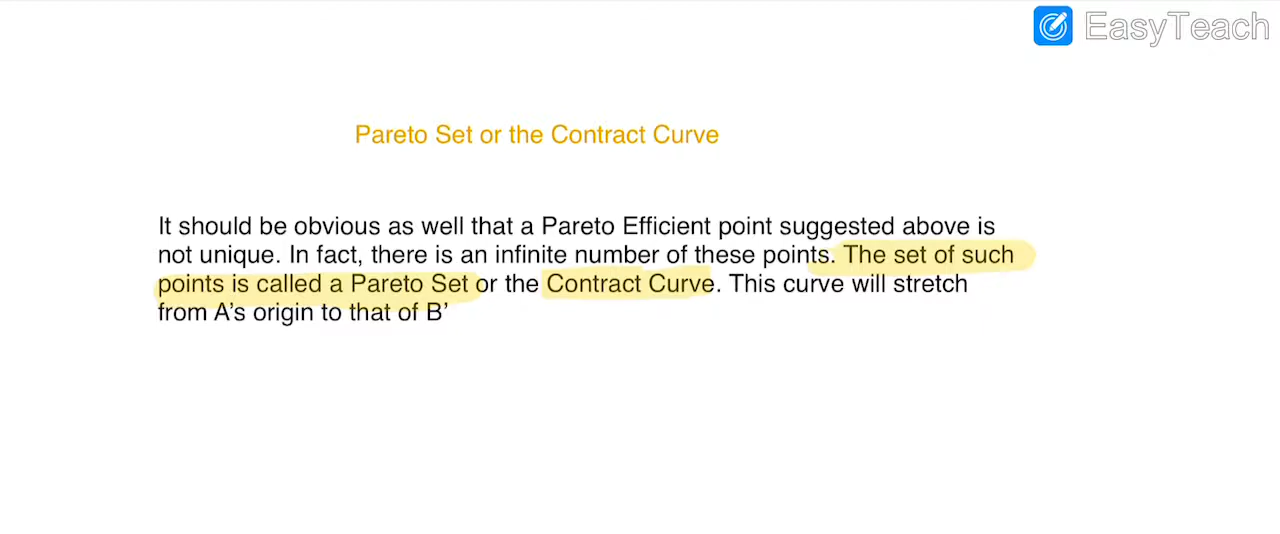 EasyTeach
Pareto Set or the Contract Curve
It should be obvious as well that a Pareto Efficient point suggested above is
not unique. In fact, there is an infinite number of these points. The set of such
points is called a Pareto Set or the Contract Curve. This curve will stretch
from A’s origin to that of B’